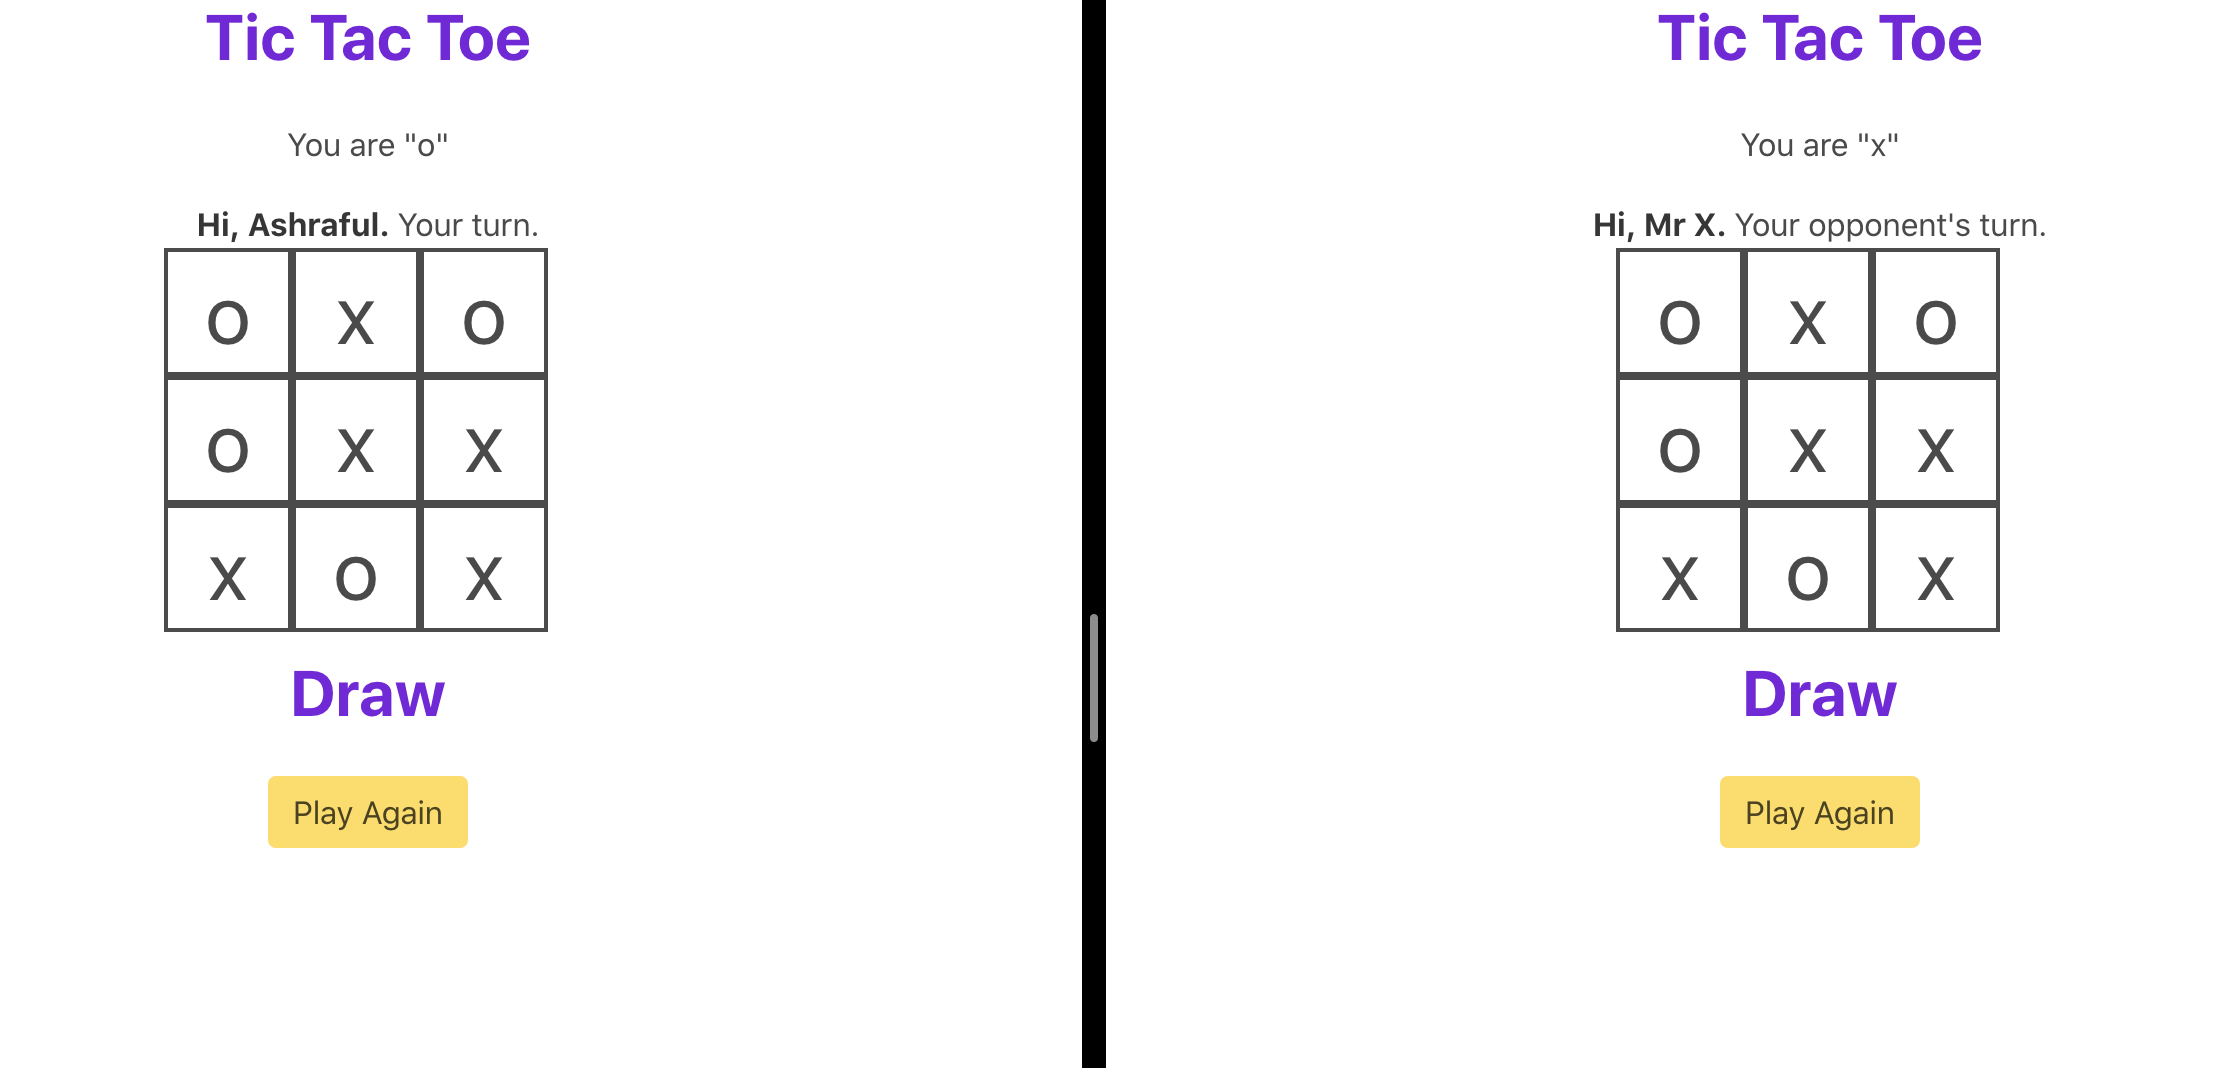 Tic Tac Toe
You are "o"
Hi, Ashraful. Your turn.
o x o
o x x
x o x
Draw
Play Again
Tic Tac Toe
You are "x"
Hi, Mr X. Your opponent's turn.
o x o
o x x
x o x
Draw
Play Again